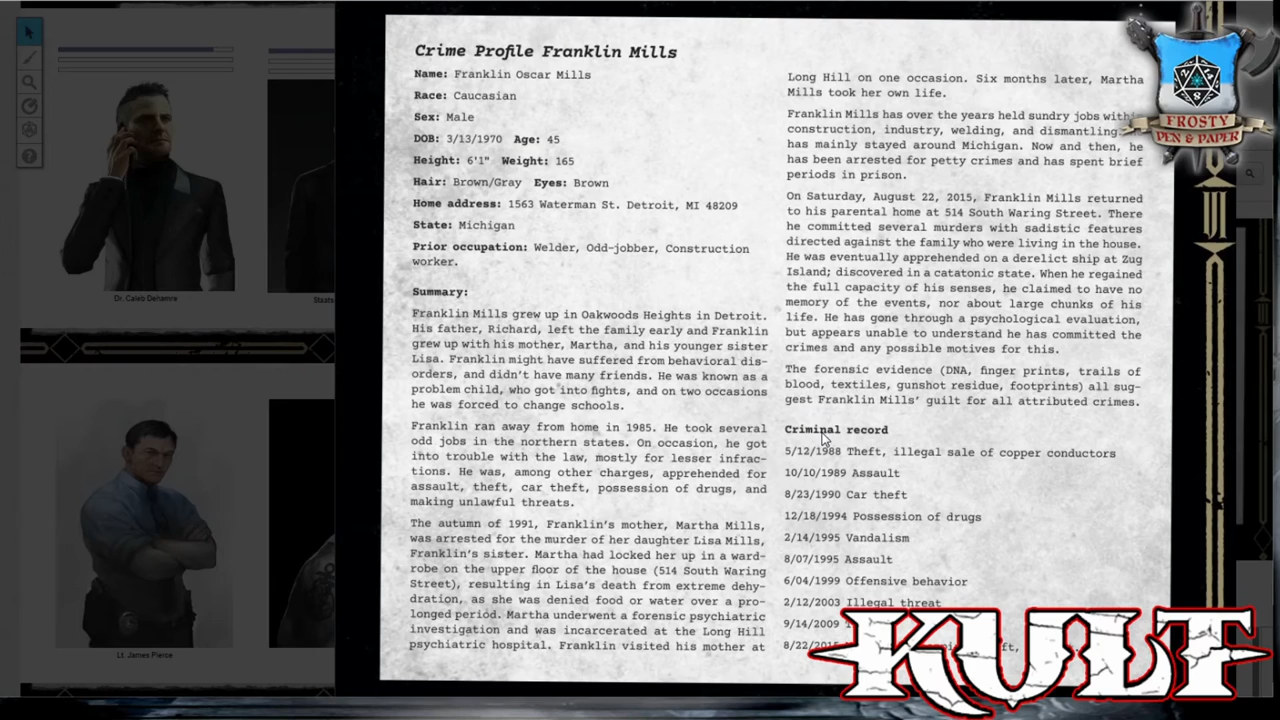 Crime Profile Franklin Mills
Name: Franklin Oscar Mills
Race: Caucasian
Sex: Male
DOB: 3/13/1970 Age: 45
Height: 6'1" Weight: 165
Hair: Brown/Gray Eyes: Brown
Home address: 1563 Waterman St. Detroit, MI 48209
State: Michigan
Prior occupation: Welder, Odd-jobber, Construction
worker.
Summary:
Franklin Mills grew up in Oakwoods Heights in Detroit.
His father, Richard, left the family early and Franklin
grew up with his mother, Martha, and his younger sister
Lisa. Franklin might have suffered from behavioral dis-
orders, and didn't have many friends. He was known as a
problem child, who got into fights, and on two occasions
he was forced to change schools.
Franklin ran away from home in 1985. He took several
odd jobs in the northern states. On occasion, he got
into trouble with the law, mostly for lesser infrac-
tions. He was, among other charges, apprehended for
assault, theft, car theft, possession of drugs, and
making unlawful threats.
The autumn of 1991, Franklin's mother, Martha Mills,
was arrested for the murder of her daughter Lisa Mills,
Franklin's sister. Martha had locked her up in a ward-
robe on the upper floor of the house (514 South Waring
Street), resulting in Lisa's death from extreme dehy-
dration, as she was denied food or water over a pro-
longed period. Martha underwent a forensic psychiatric
investigation and was incarcerated at the Long Hill
psychiatric hospital. Franklin visited his mother at
Long Hill on one occasion. Six months later, Martha
Mills took her own life.
Franklin Mills has over the years held sundry jobs
construction, industry, welding, and dismantling
has mainly stayed around Michigan. Now and then, he
has been arrested for petty crimes and has spent brief
periods in prison.
On Saturday, August 22, 2015, Franklin Mills returned
to his parental home at 514 South Waring Street. There
he committed several murders with sadistic features
directed against the family who were living in the house.
He was eventually apprehended on a derelict ship at Zug
Island; discovered in a catatonic state. When he regained
the full capacity of his senses, he claimed to have no
memory of the events, nor about large chunks of his
life. He has gone through a psychological evaluation,
but appears unable to understand he has committed the
crimes and any possible motives for this.
The forensic evidence (DNA, finger prints, trails of
blood, textiles, gunshot residue, footprints) all sug-
gest Franklin Mills' guilt for all attributed crimes.
Criminal record
5/12/1988 Theft, illegal sale of copper conductors
10/10/1989 Assault
8/23/1990 Car theft
12/18/1994 Possession of drugs
2/14/1995 Vandalism
8/07/1995 Assault
6/04/1999 Offensive behavior
2/12/2003 Illegal threat
9/14/2009
Dr. Caleb Dehamre
Lt. James Pierce
FROSTY
PEN & PAPER
KULT